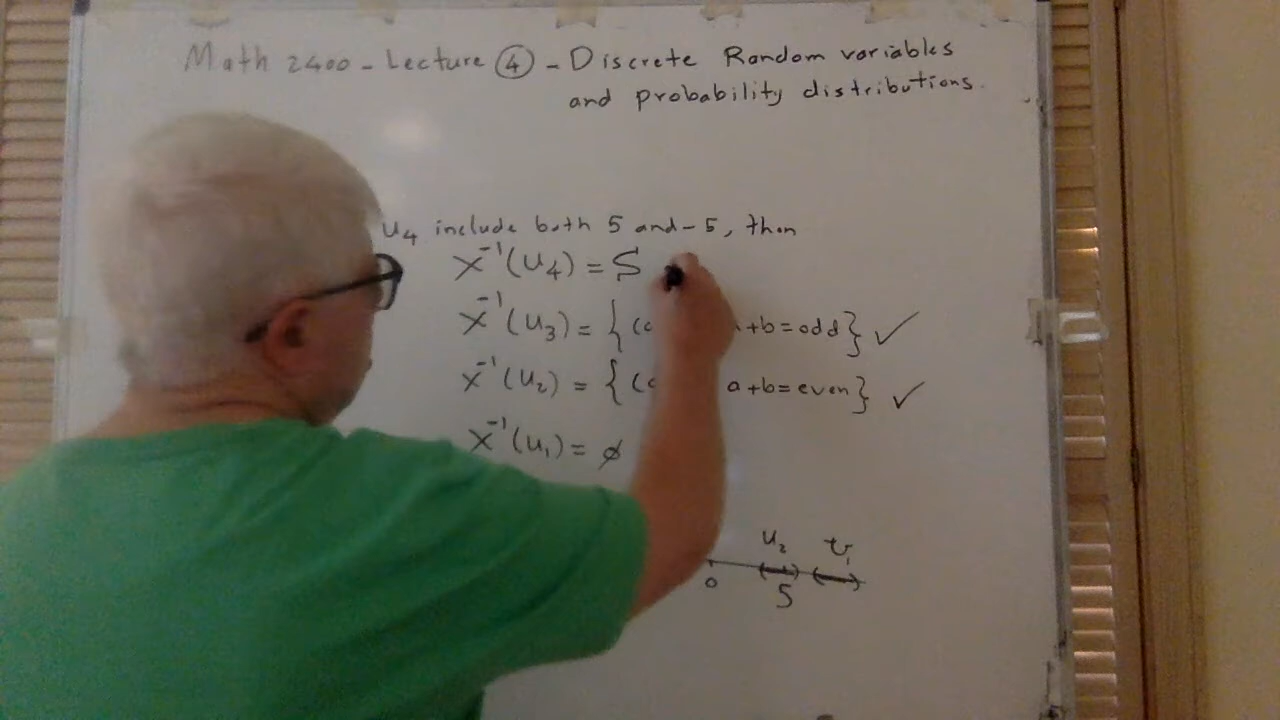 Math 2400 - Lecture ④ - Discrete Random variables
and probability distributions.
U₄ include both 5 and -5, then
X⁻¹(U₄) = S
X⁻¹(U₃) = { ( +b = odd} ✓
X⁻¹(U₂) = { ( a+b = even} ✓
X⁻¹(U₁) = ∅
U₂ U₁
0 5